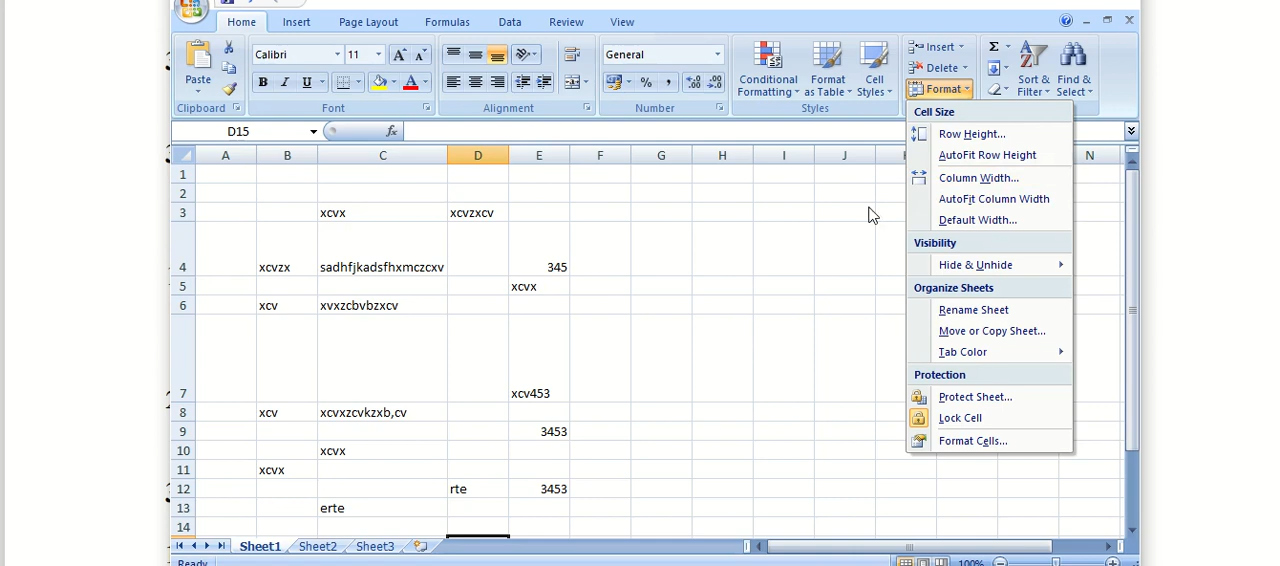 Home Insert Page Layout Formulas Data Review View
Calibri 11 General Insert
Delete
Paste Conditional Formatting Format as Table Cell Styles Format Sort & Filter Find & Select
Clipboard Font Alignment Number Styles
D15 fx
A B C D E F G H I J N
1
2
3 xcvx xcvzxcv
4 xcvzx sadhfjkadsfhxmczcxv 345
5 xcvx
6 xcv xvxzcbvbzxcv
7 xcv453
8 xcv xcvxzcvkzxb,cv
9 3453
10 xcvx
11 xcvx
12 rte 3453
13 erte
14
Cell Size
Row Height...
AutoFit Row Height
Column Width...
AutoFit Column Width
Default Width...
Visibility
Hide & Unhide
Organize Sheets
Rename Sheet
Move or Copy Sheet...
Tab Color
Protection
Protect Sheet...
Lock Cell
Format Cells...
Sheet1 Sheet2 Sheet3
Ready 100%